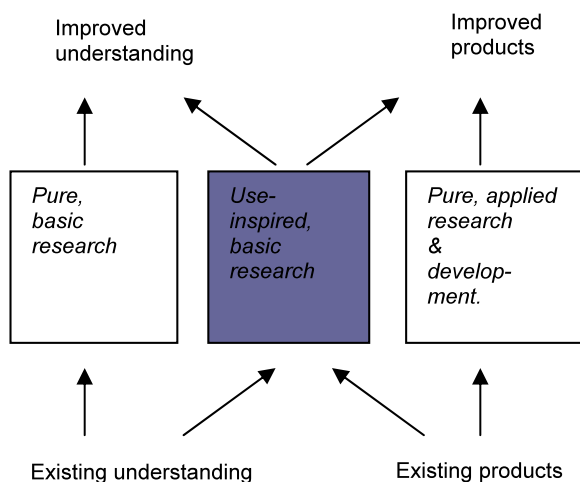 Improved
understanding
Improved
products
Pure,
basic
research
Use-
inspired,
basic
research
Pure, applied
research
&
develop-
ment.
Existing understanding
Existing products